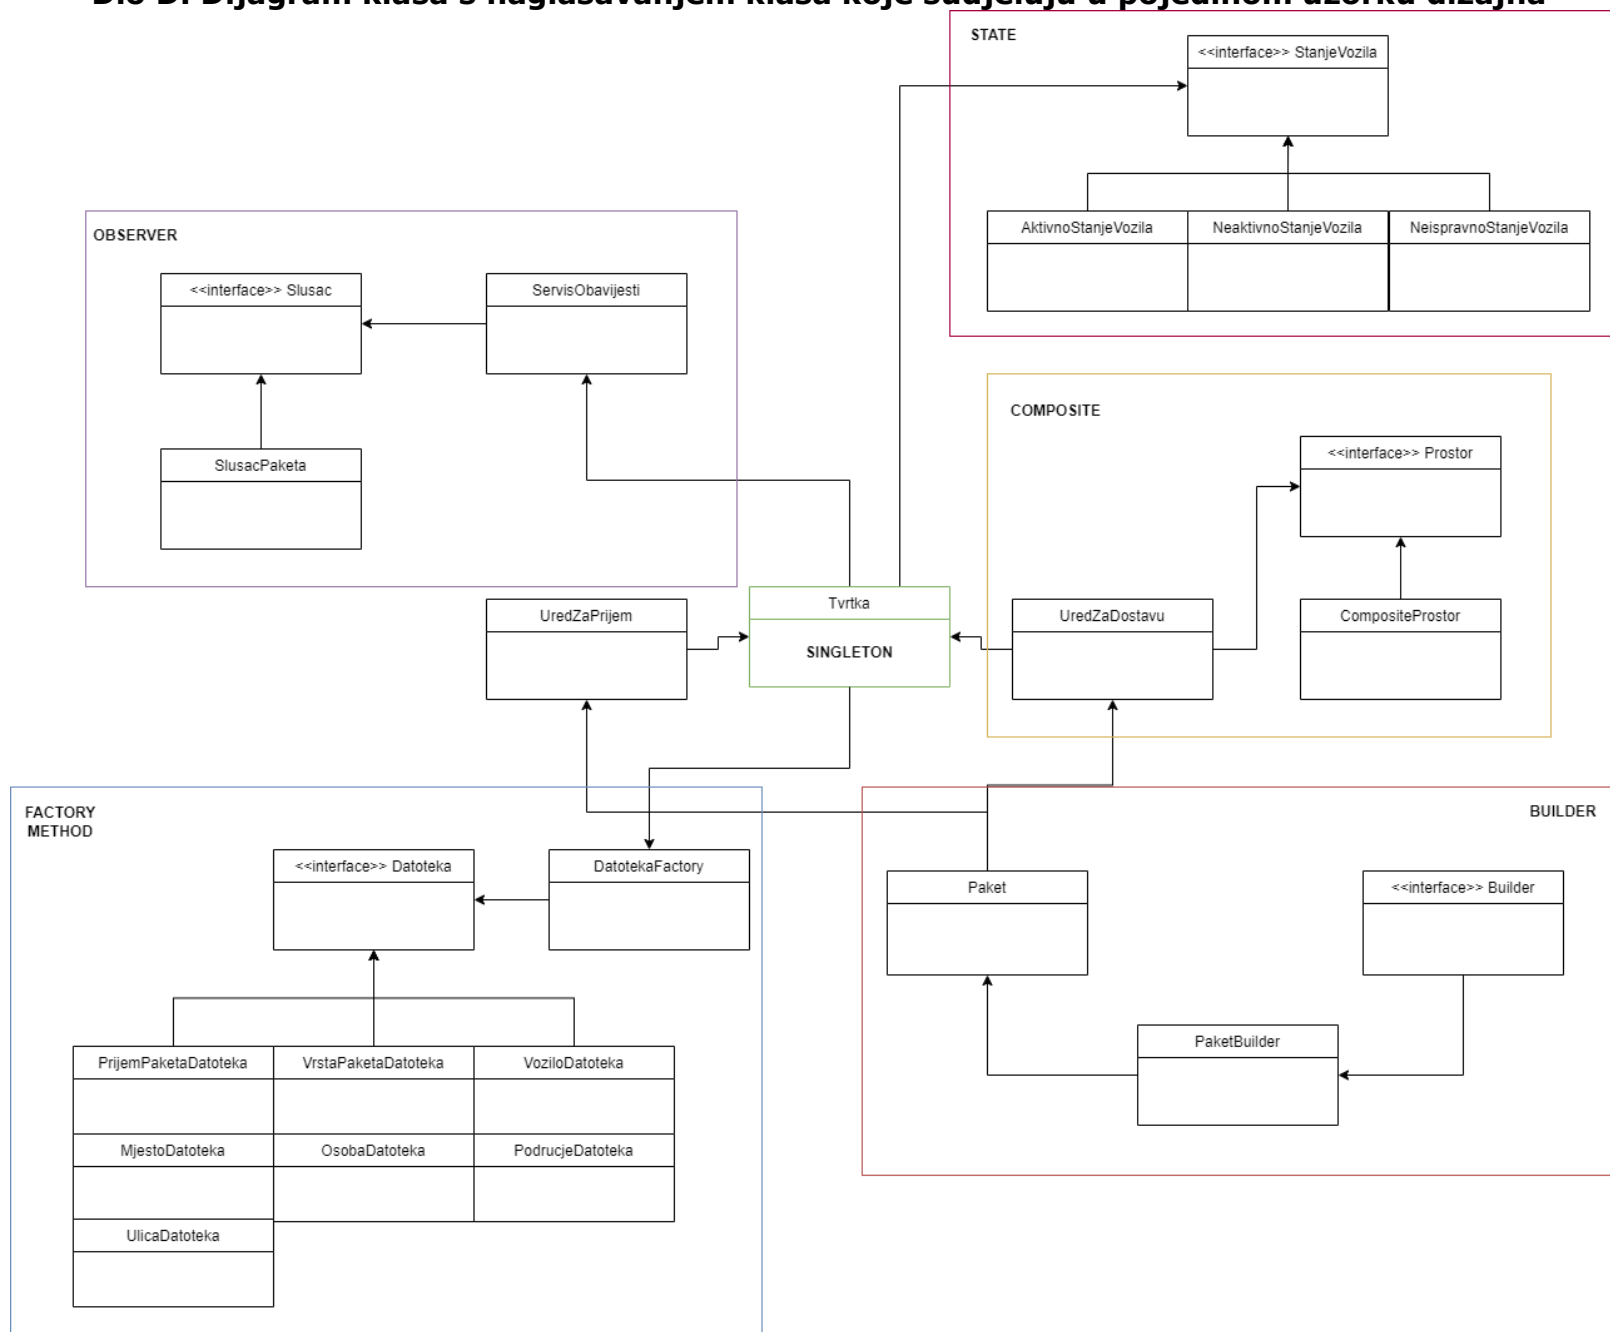 Dio B: Dijagram klasa s naglašavanjem klasa koje sudjeluju u pojedinom uzorku dizajna
STATE
<<interface>> StanjeVozila
AktivnoStanjeVozila
NeaktivnoStanjeVozila
NeispravnoStanjeVozila
OBSERVER
<<interface>> Slusac
ServisObavijesti
SlusacPaketa
COMPOSITE
<<interface>> Prostor
UredZaPrijem
Tvrtka
SINGLETON
UredZaDostavu
CompositeProstor
FACTORY
METHOD
<<interface>> Datoteka
DatotekaFactory
PrijemPaketaDatoteka
VrstaPaketaDatoteka
VoziloDatoteka
MjestoDatoteka
OsobaDatoteka
PodrucjeDatoteka
UlicaDatoteka
BUILDER
Paket
<<interface>> Builder
PaketBuilder